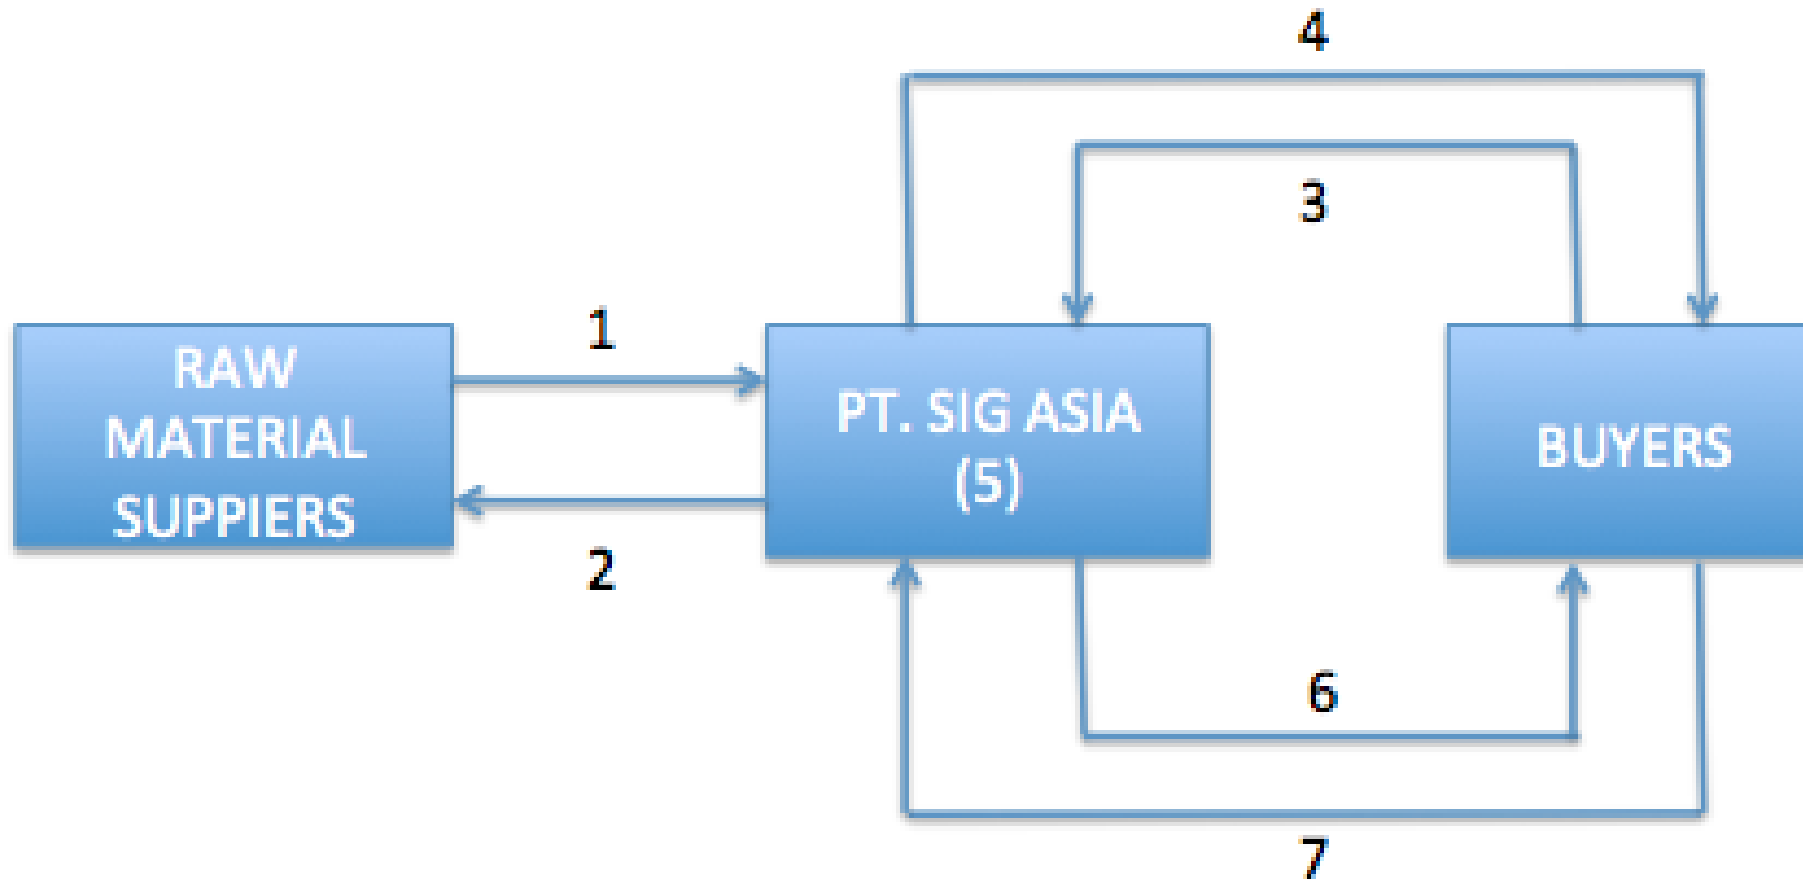 4
3
1
RAW
MATERIAL
SUPPIERS
PT. SIG ASIA
(5)
BUYERS
2
6
7